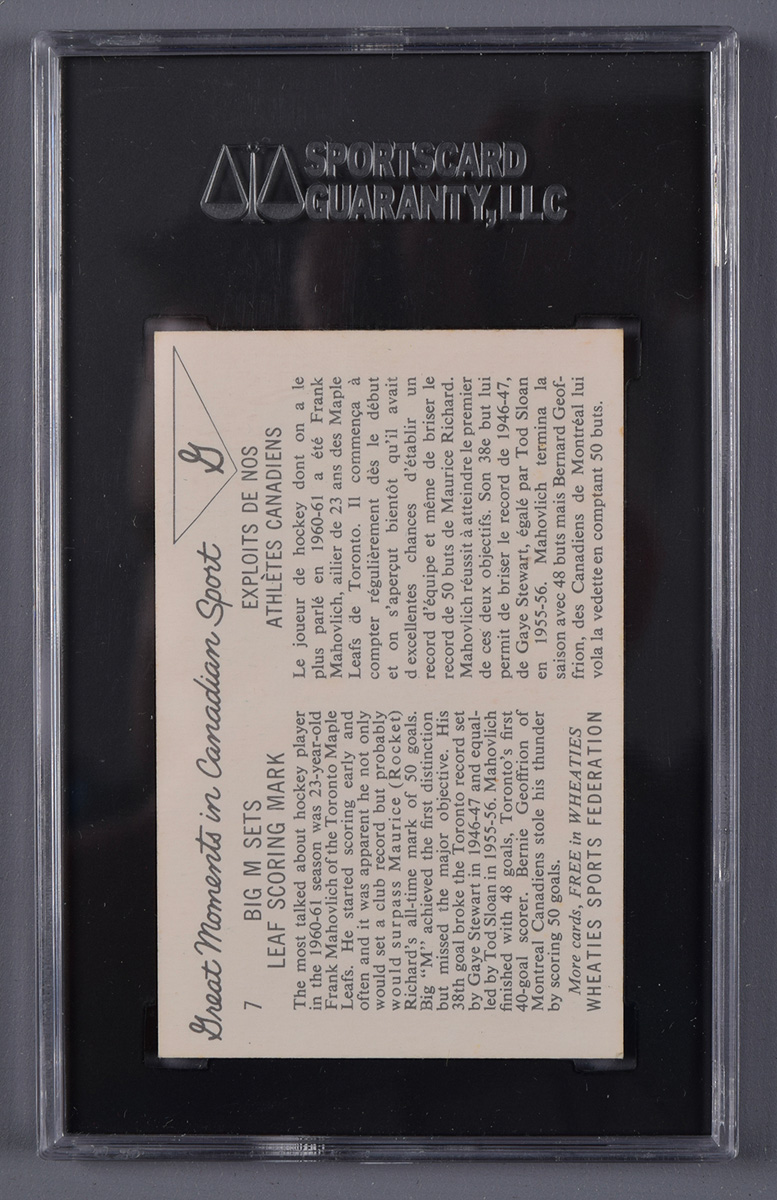 SPORTSCARD
GUARANTY, LLC
Great Moments in Canadian Sport
G
7
BIG M SETS
LEAF SCORING MARK
The most talked about hockey player
in the 1960-61 season was 23-year-old
Frank Mahovlich of the Toronto Maple
Leafs. He started scoring early and
often and it was apparent he not only
would set a club record but probably
would surpass Maurice (Rocket)
Richard's all-time mark of 50 goals.
Big "M" achieved the first distinction
but missed the major objective. His
38th goal broke the Toronto record set
by Gaye Stewart in 1946-47 and equal-
led by Tod Sloan in 1955-56. Mahovlich
finished with 48 goals, Toronto's first
40-goal scorer. Bernie Geoffrion of
Montreal Canadiens stole his thunder
by scoring 50 goals.
More cards, FREE in WHEATIES
WHEATIES SPORTS FEDERATION
EXPLOITS DE NOS
ATHLÈTES CANADIENS
Le joueur de hockey dont on a le
plus parlé en 1960-61 a été Frank
Mahovlich, ailier de 23 ans des Maple
Leafs de Toronto. Il commença à
compter régulièrement dès le début
et on s'aperçut bientôt qu'il avait
d excellentes chances d'établir un
record d'équipe et même de briser le
record de 50 buts de Maurice Richard.
Mahovlich réussit à atteindre le premier
de ces deux objectifs. Son 38e but lui
permit de briser le record de 1946-47,
de Gaye Stewart, égalé par Tod Sloan
en 1955-56. Mahovlich termina la
saison avec 48 buts mais Bernard Geof-
frion, des Canadiens de Montréal lui
vola la vedette en comptant 50 buts.